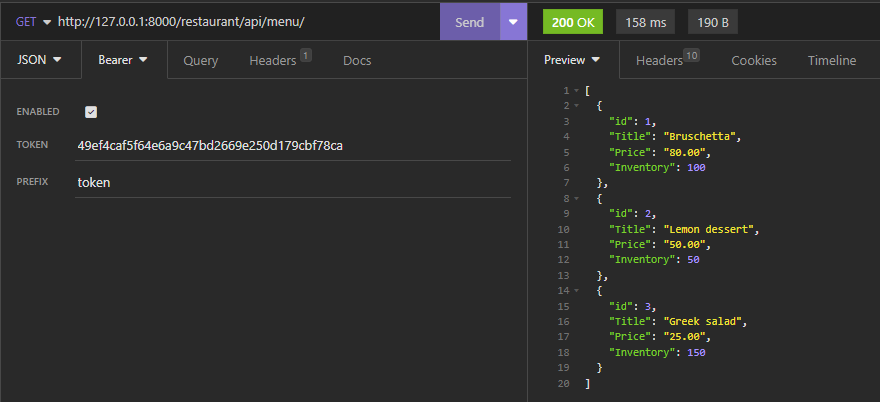 GET http://127.0.0.1:8000/restaurant/api/menu/ Send 200 OK 158 ms 190 B
JSON Bearer Query Headers 1 Docs Preview Headers 10 Cookies Timeline
ENABLED
TOKEN 49ef4caf5f64e6a9c47bd2669e250d179cbf78ca
PREFIX token
1 [
2 {
3 "id": 1,
4 "Title": "Bruschetta",
5 "Price": "80.00",
6 "Inventory": 100
7 },
8 {
9 "id": 2,
10 "Title": "Lemon dessert",
11 "Price": "50.00",
12 "Inventory": 50
13 },
14 {
15 "id": 3,
16 "Title": "Greek salad",
17 "Price": "25.00",
18 "Inventory": 150
19 }
20 ]